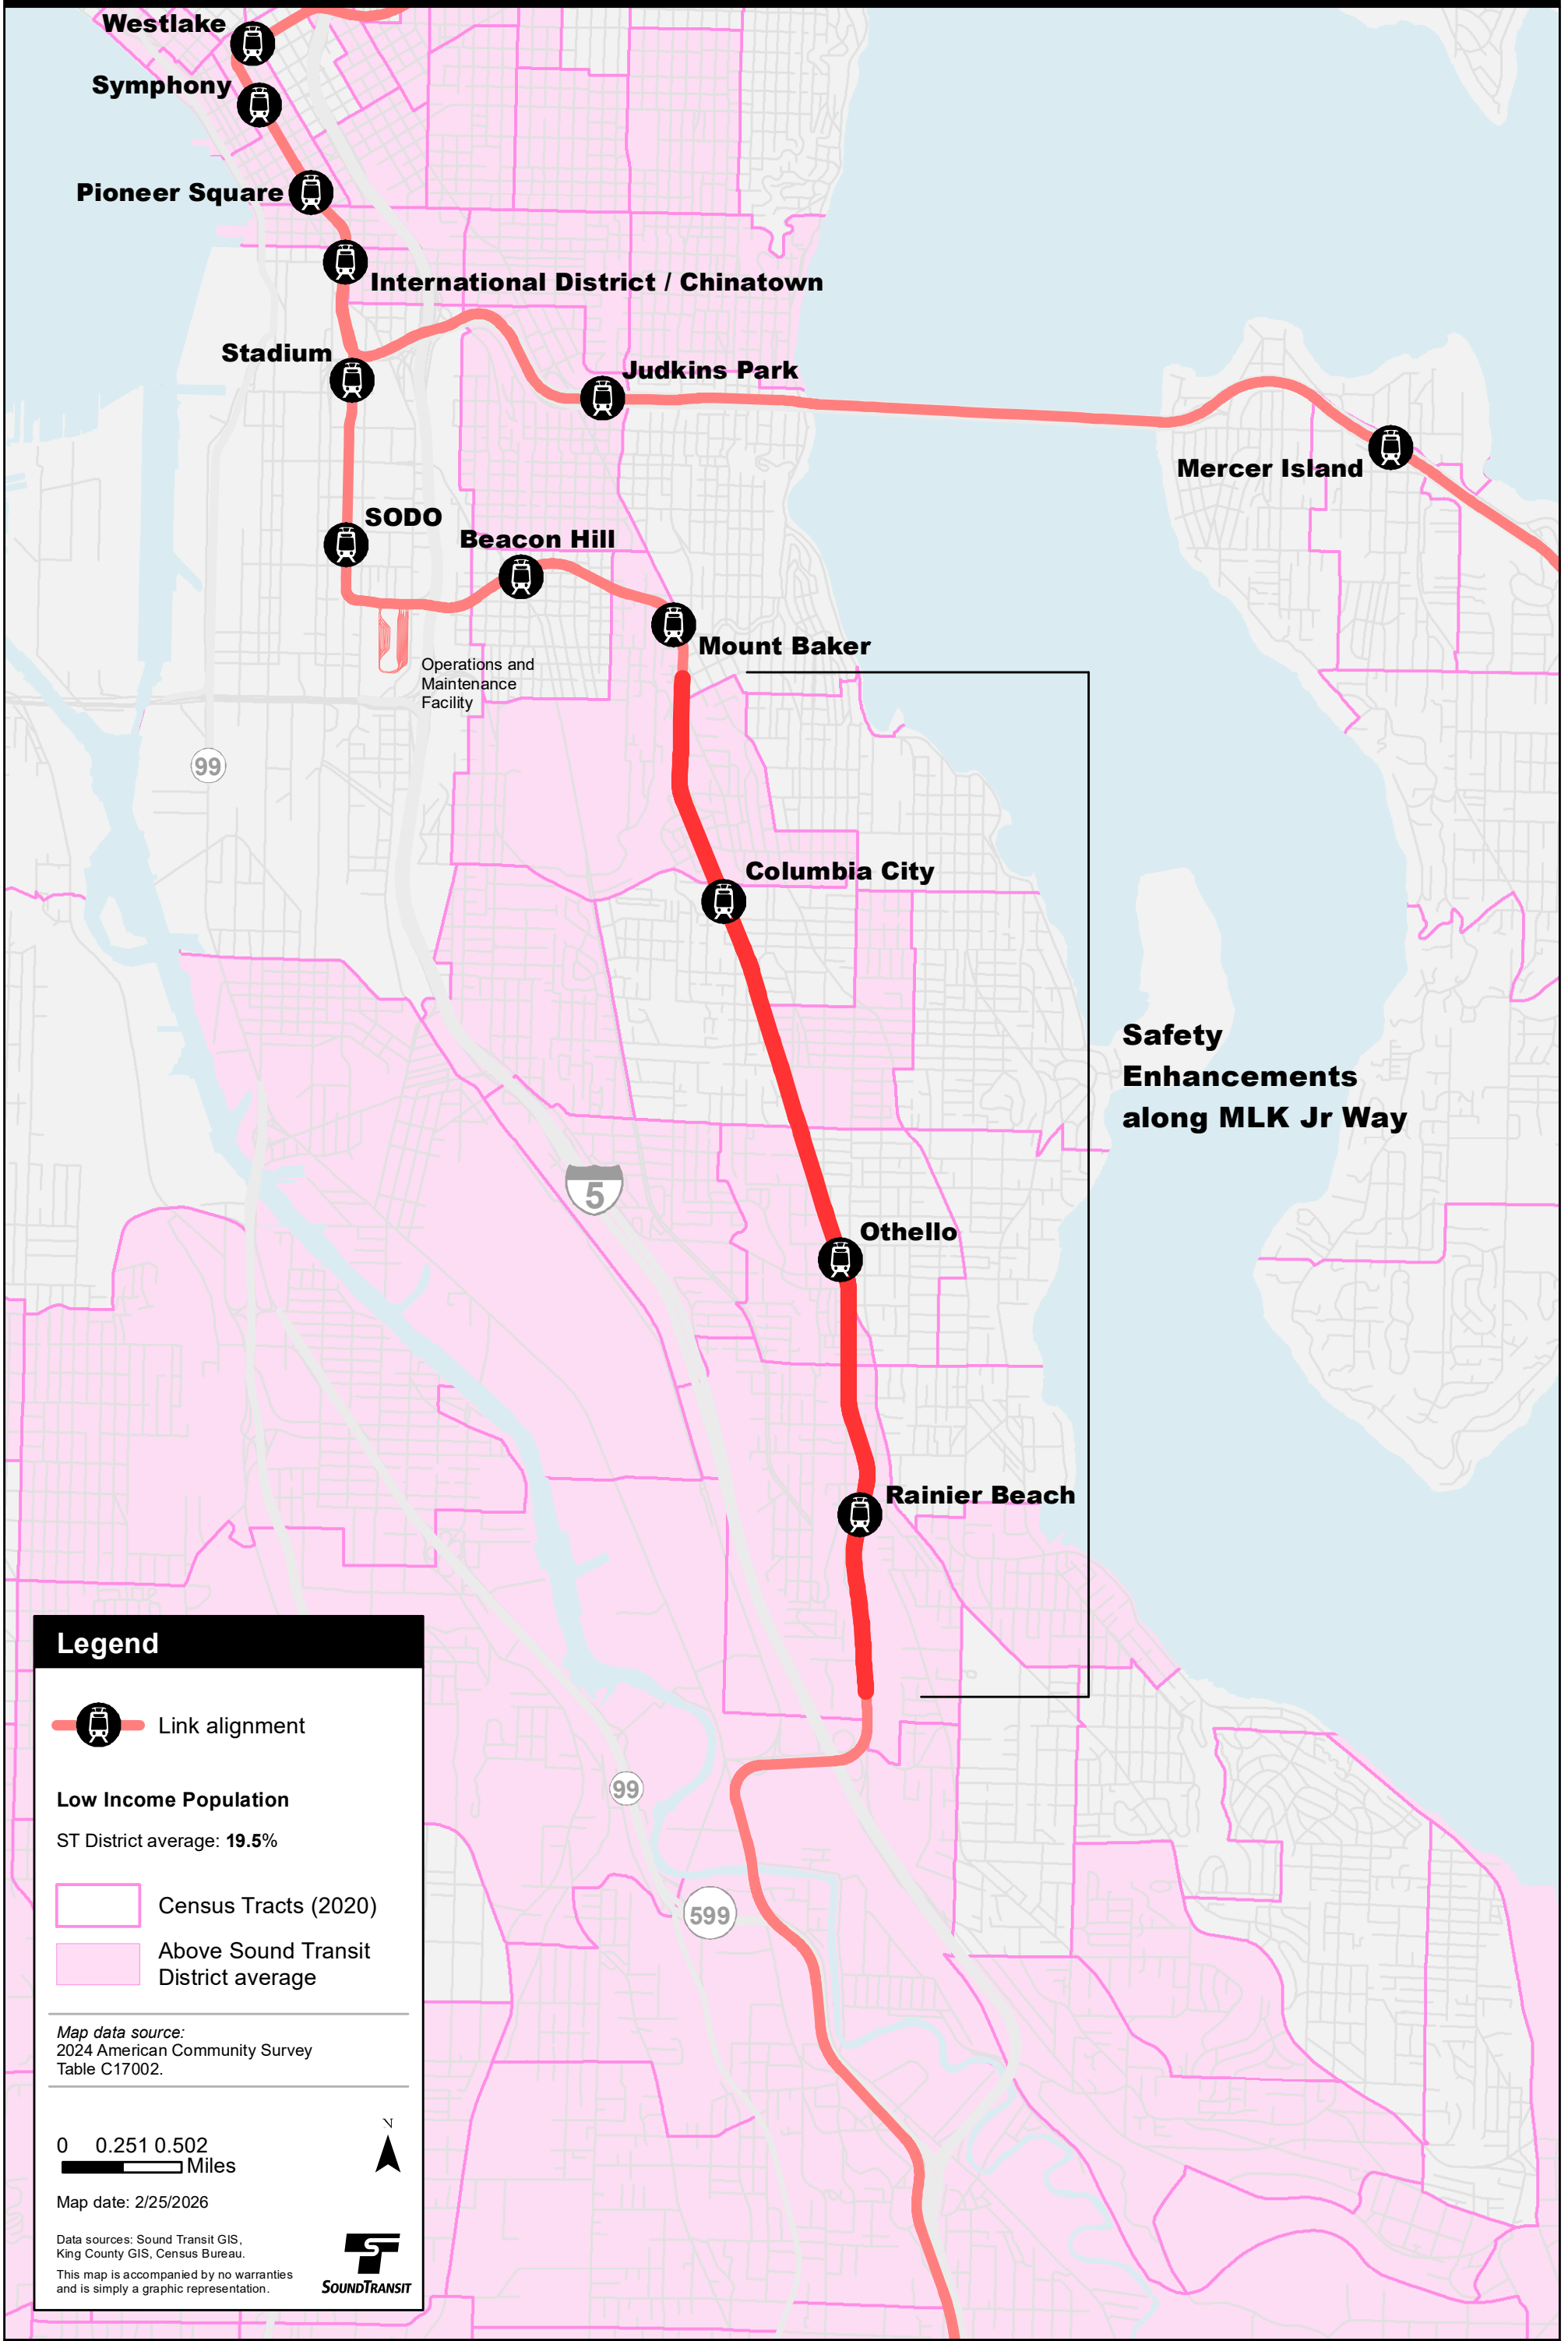 Westlake
Symphony
Pioneer Square
International District / Chinatown
Stadium
Judkins Park
Mercer Island
SODO
Beacon Hill
Mount Baker
Operations and
Maintenance
Facility
99
Columbia City
Safety
Enhancements
along MLK Jr Way
5
Othello
Rainier Beach
99
599
Legend
Link alignment
Low Income Population
ST District average: 19.5%
Census Tracts (2020)
Above Sound Transit
District average
Map data source:
2024 American Community Survey
Table C17002.
N
0 0.251 0.502
Miles
Map date: 2/25/2026
Data sources: Sound Transit GIS,
King County GIS, Census Bureau.
This map is accompanied by no warranties
and is simply a graphic representation.
SOUNDTRANSIT